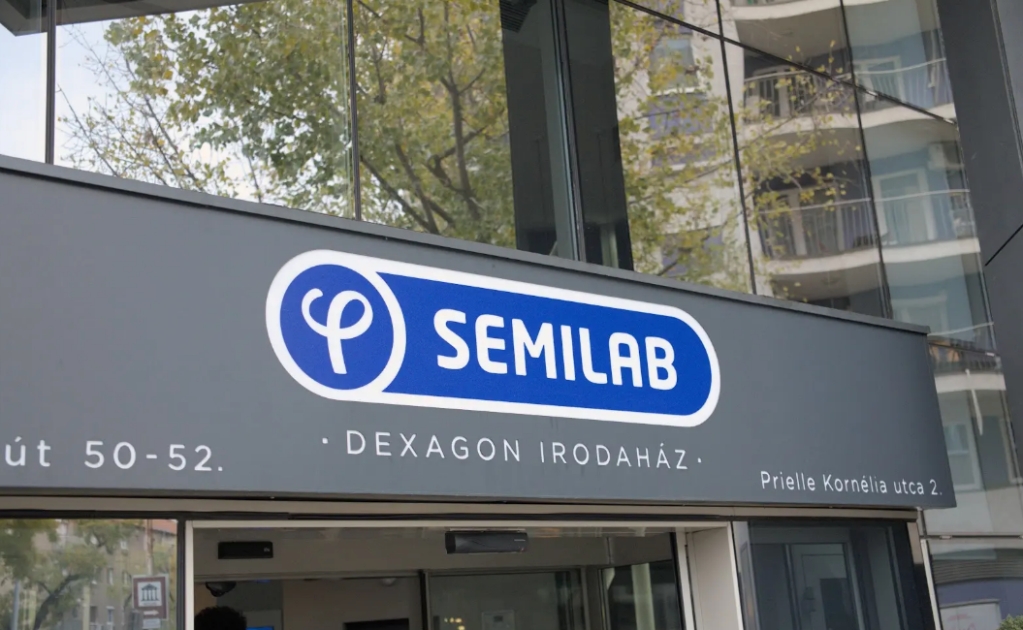 SEMILAB
· DEXAGON IRODAHÁZ ·
út 50-52.
Prielle Kornélia utca 2.